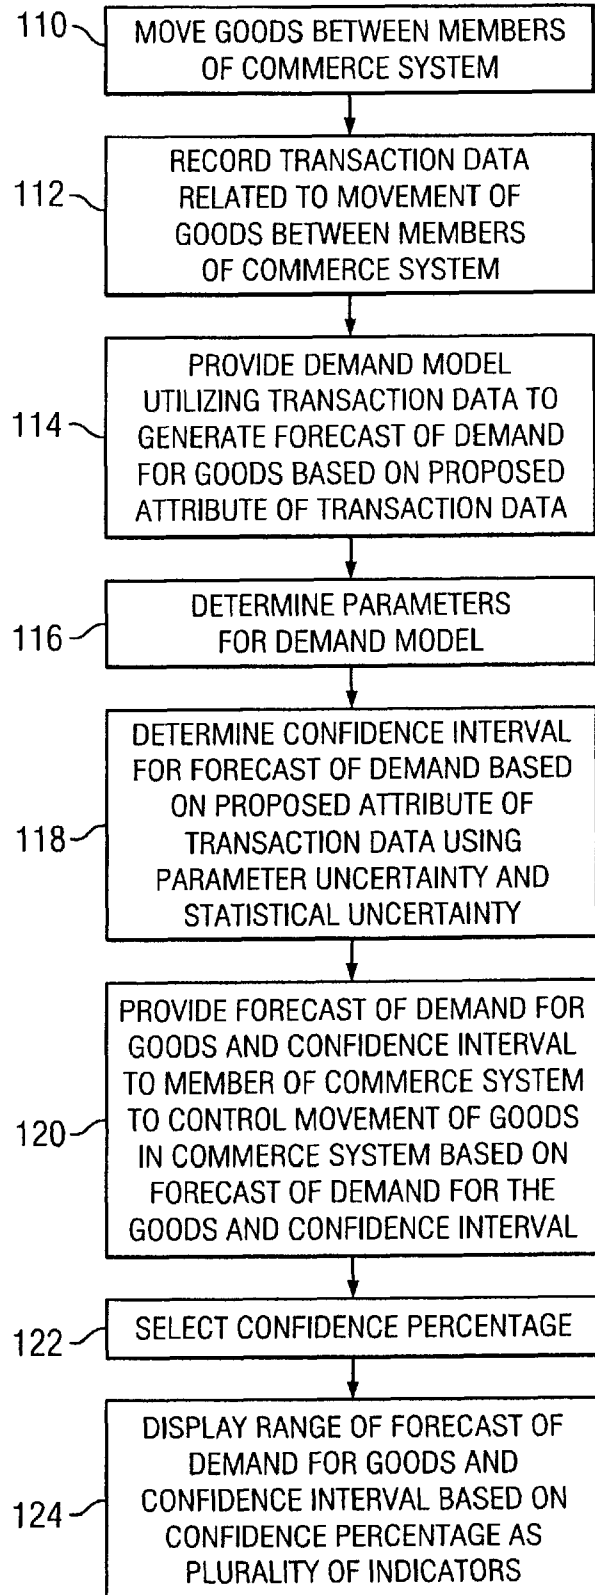 110
MOVE GOODS BETWEEN MEMBERS
OF COMMERCE SYSTEM
112
RECORD TRANSACTION DATA
RELATED TO MOVEMENT OF
GOODS BETWEEN MEMBERS
OF COMMERCE SYSTEM
114
PROVIDE DEMAND MODEL
UTILIZING TRANSACTION DATA TO
GENERATE FORECAST OF DEMAND
FOR GOODS BASED ON PROPOSED
ATTRIBUTE OF TRANSACTION DATA
116
DETERMINE PARAMETERS
FOR DEMAND MODEL
118
DETERMINE CONFIDENCE INTERVAL
FOR FORECAST OF DEMAND BASED
ON PROPOSED ATTRIBUTE OF
TRANSACTION DATA USING
PARAMETER UNCERTAINTY AND
STATISTICAL UNCERTAINTY
120
PROVIDE FORECAST OF DEMAND FOR
GOODS AND CONFIDENCE INTERVAL
TO MEMBER OF COMMERCE SYSTEM
TO CONTROL MOVEMENT OF GOODS
IN COMMERCE SYSTEM BASED ON
FORECAST OF DEMAND FOR THE
GOODS AND CONFIDENCE INTERVAL
122
SELECT CONFIDENCE PERCENTAGE
124
DISPLAY RANGE OF FORECAST OF
DEMAND FOR GOODS AND
CONFIDENCE INTERVAL BASED ON
CONFIDENCE PERCENTAGE AS
PLURALITY OF INDICATORS